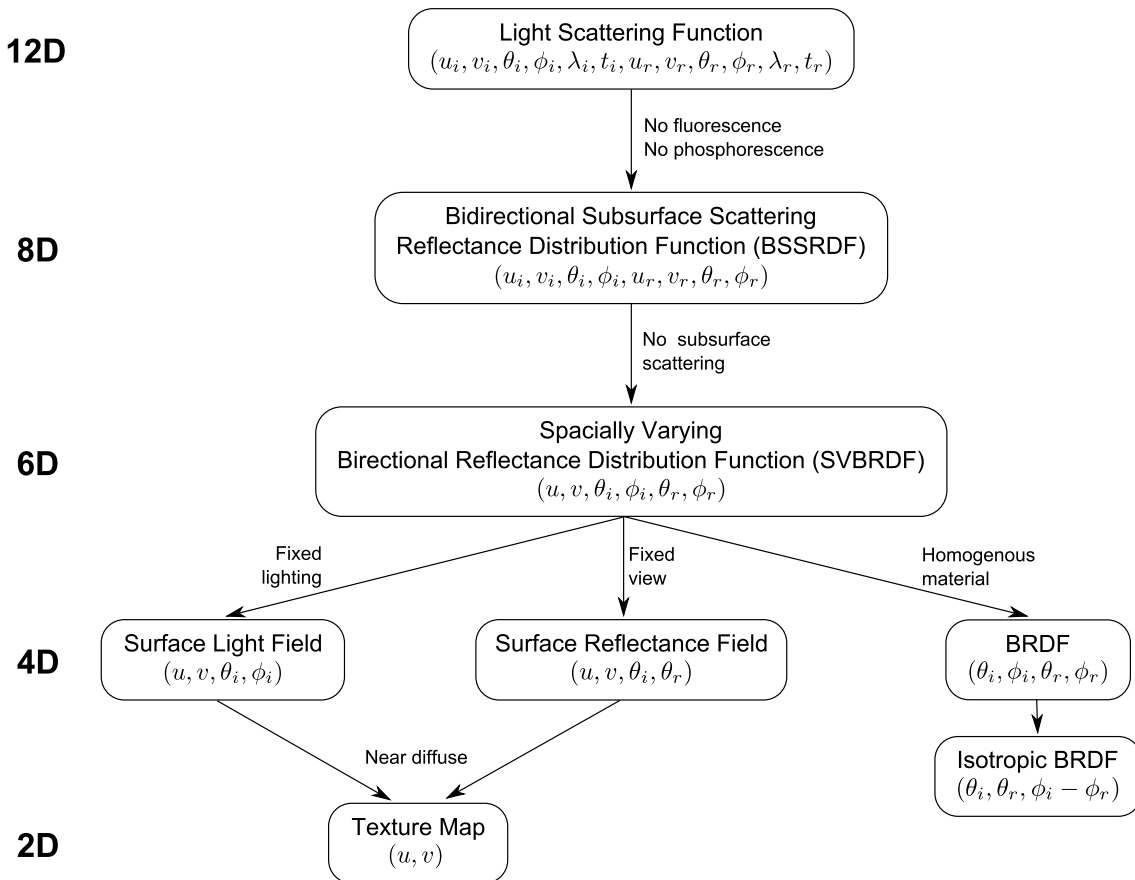 12D
Light Scattering Function
(u_i, v_i, θ_i, ϕ_i, λ_i, t_i, u_r, v_r, θ_r, ϕ_r, λ_r, t_r)
No fluorescence
No phosphorescence
8D
Bidirectional Subsurface Scattering
Reflectance Distribution Function (BSSRDF)
(u_i, v_i, θ_i, ϕ_i, u_r, v_r, θ_r, ϕ_r)
No subsurface
scattering
6D
Spacially Varying
Birectional Reflectance Distribution Function (SVBRDF)
(u, v, θ_i, ϕ_i, θ_r, ϕ_r)
Fixed
lighting
Fixed
view
Homogenous
material
4D
Surface Light Field
(u, v, θ_i, ϕ_i)
Surface Reflectance Field
(u, v, θ_i, θ_r)
BRDF
(θ_i, ϕ_i, θ_r, ϕ_r)
Near diffuse
Isotropic BRDF
(θ_i, θ_r, ϕ_i − ϕ_r)
2D
Texture Map
(u, v)